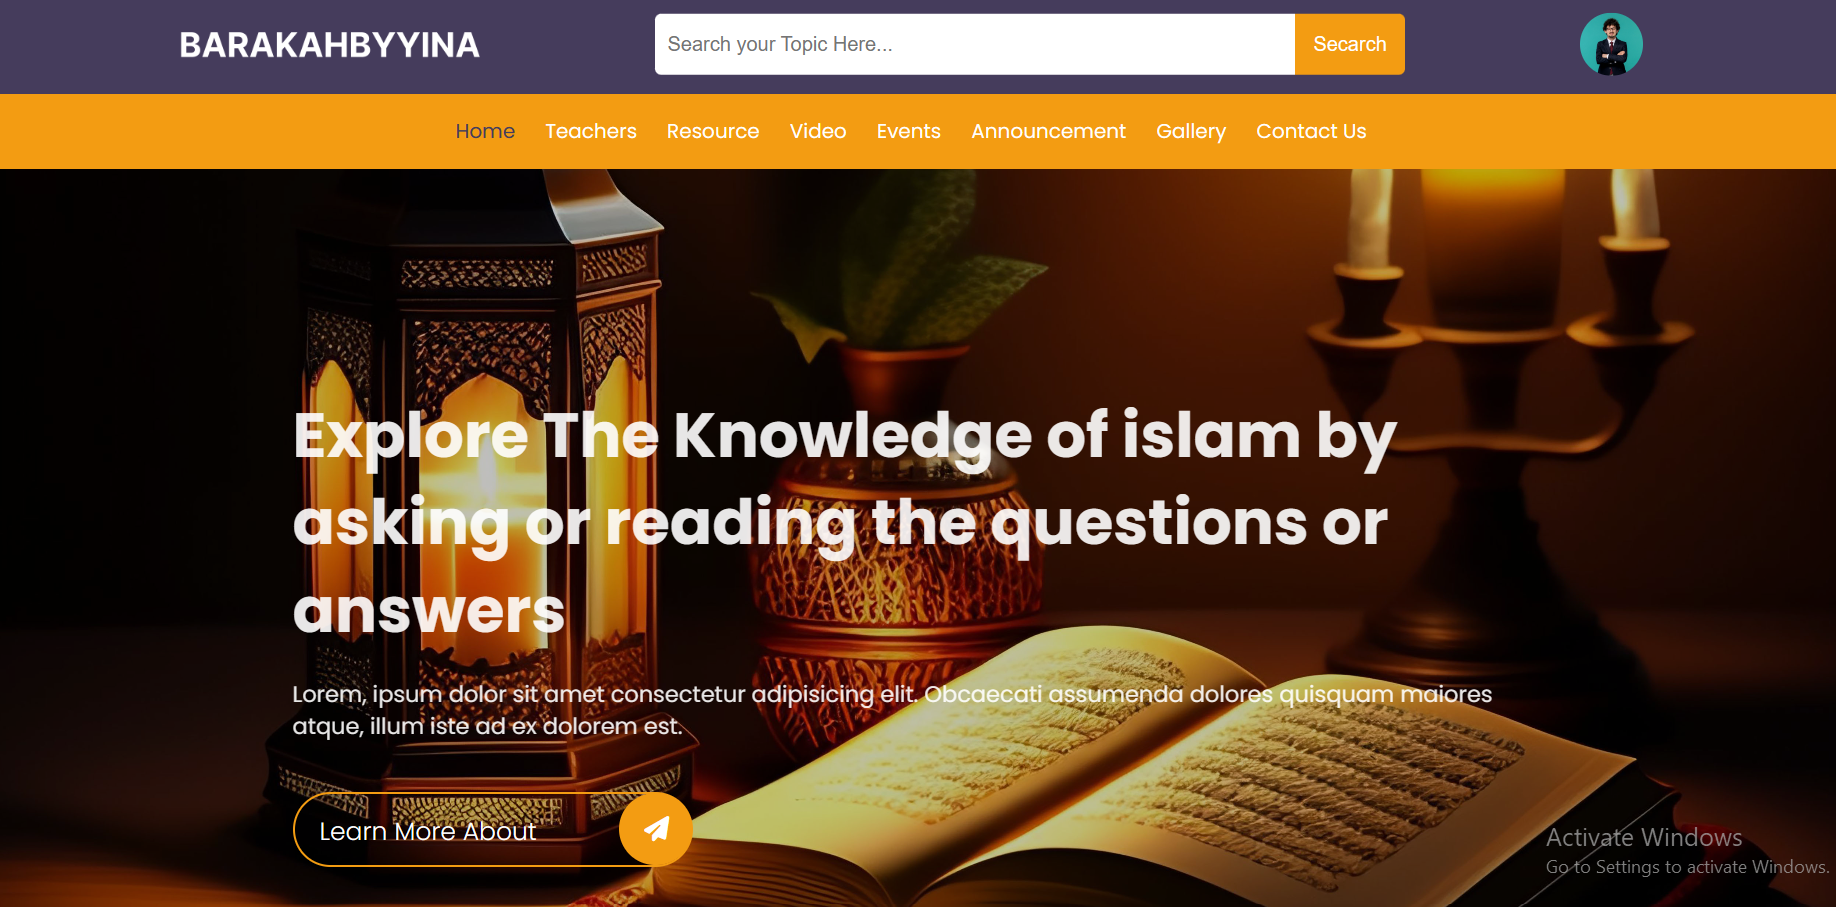 BARAKAHBYYINA
Search your Topic Here...
Secarch
Home Teachers Resource Video Events Announcement Gallery Contact Us
Explore The Knowledge of islam by
asking or reading the questions or
answers
Lorem, ipsum dolor sit amet consectetur adipisicing elit. Obcaecati assumenda dolores quisquam maiores
atque, illum iste ad ex dolorem est.
Learn More About
Activate Windows
Go to Settings to activate Windows.